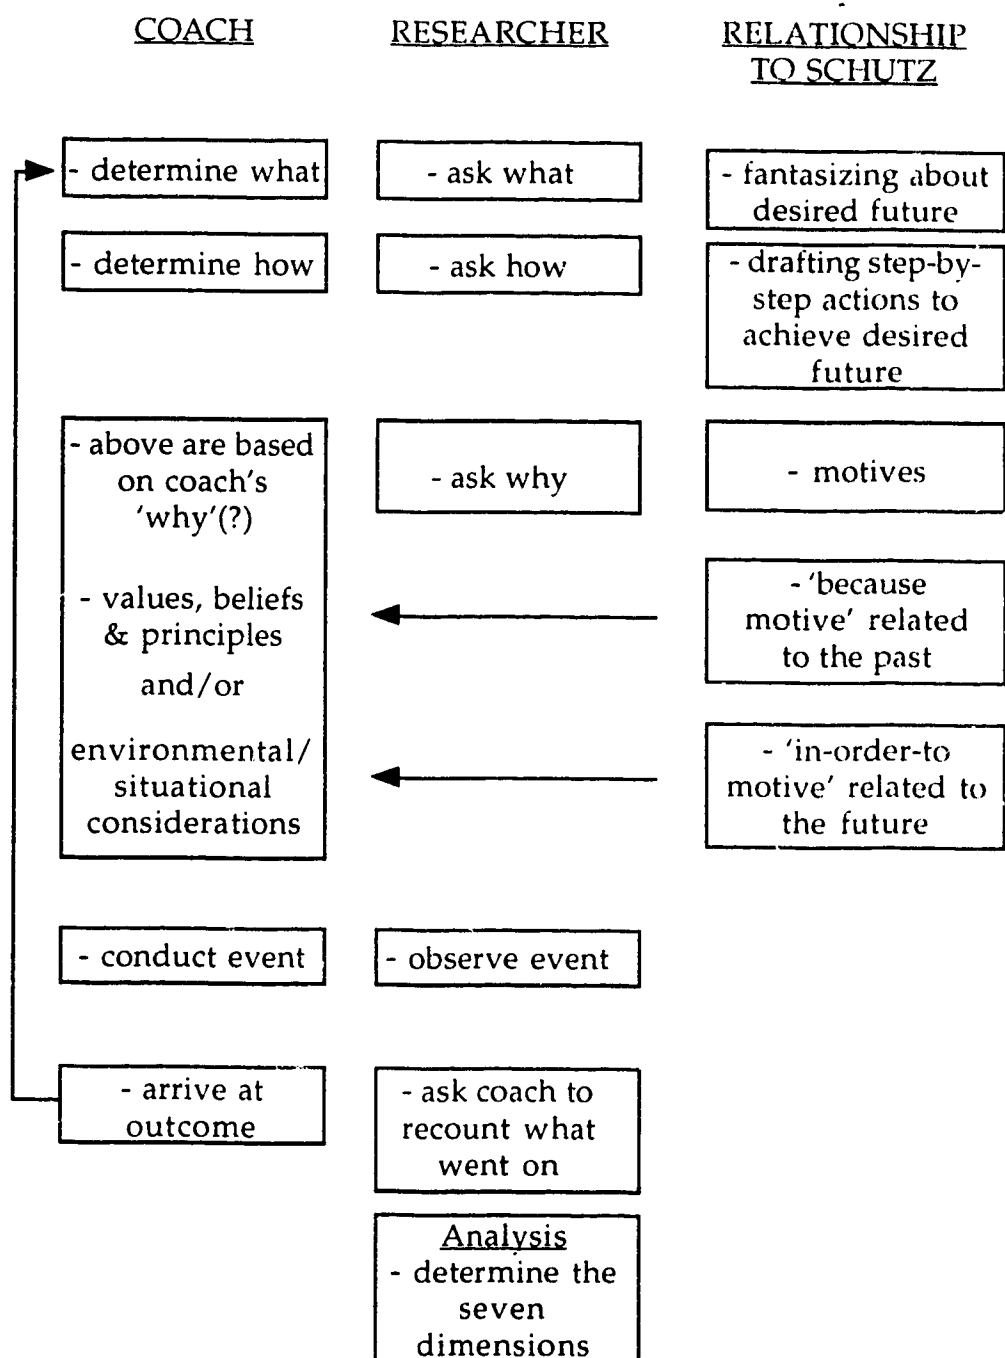 COACH
RESEARCHER
RELATIONSHIP
TO SCHUTZ
- determine what
- ask what
- fantasizing about
desired future
- determine how
- ask how
- drafting step-by-
step actions to
achieve desired
future
- above are based
on coach's
'why'(?)
- values, beliefs
& principles
and/or
environmental/
situational
considerations
- ask why
- motives
- 'because
motive' related
to the past
- 'in-order-to
motive' related to
the future
- conduct event
- observe event
- arrive at
outcome
- ask coach to
recount what
went on
Analysis
- determine the
seven
dimensions